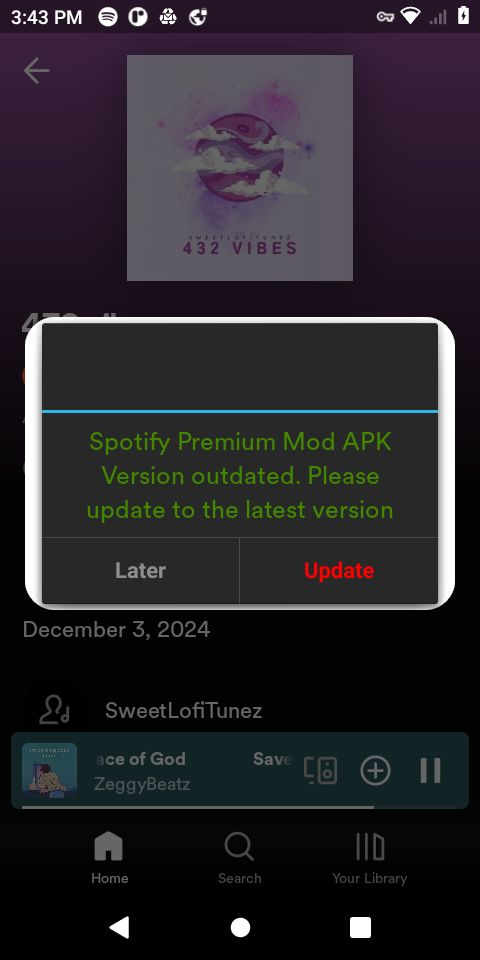 3:43 PM
SWEETLOFITUNEZ
432 VIBES
Spotify Premium Mod APK
Version outdated. Please
update to the latest version
Later
Update
December 3, 2024
SweetLofiTunez
ace of God
Save
ZeggyBeatz
Home
Search
Your Library